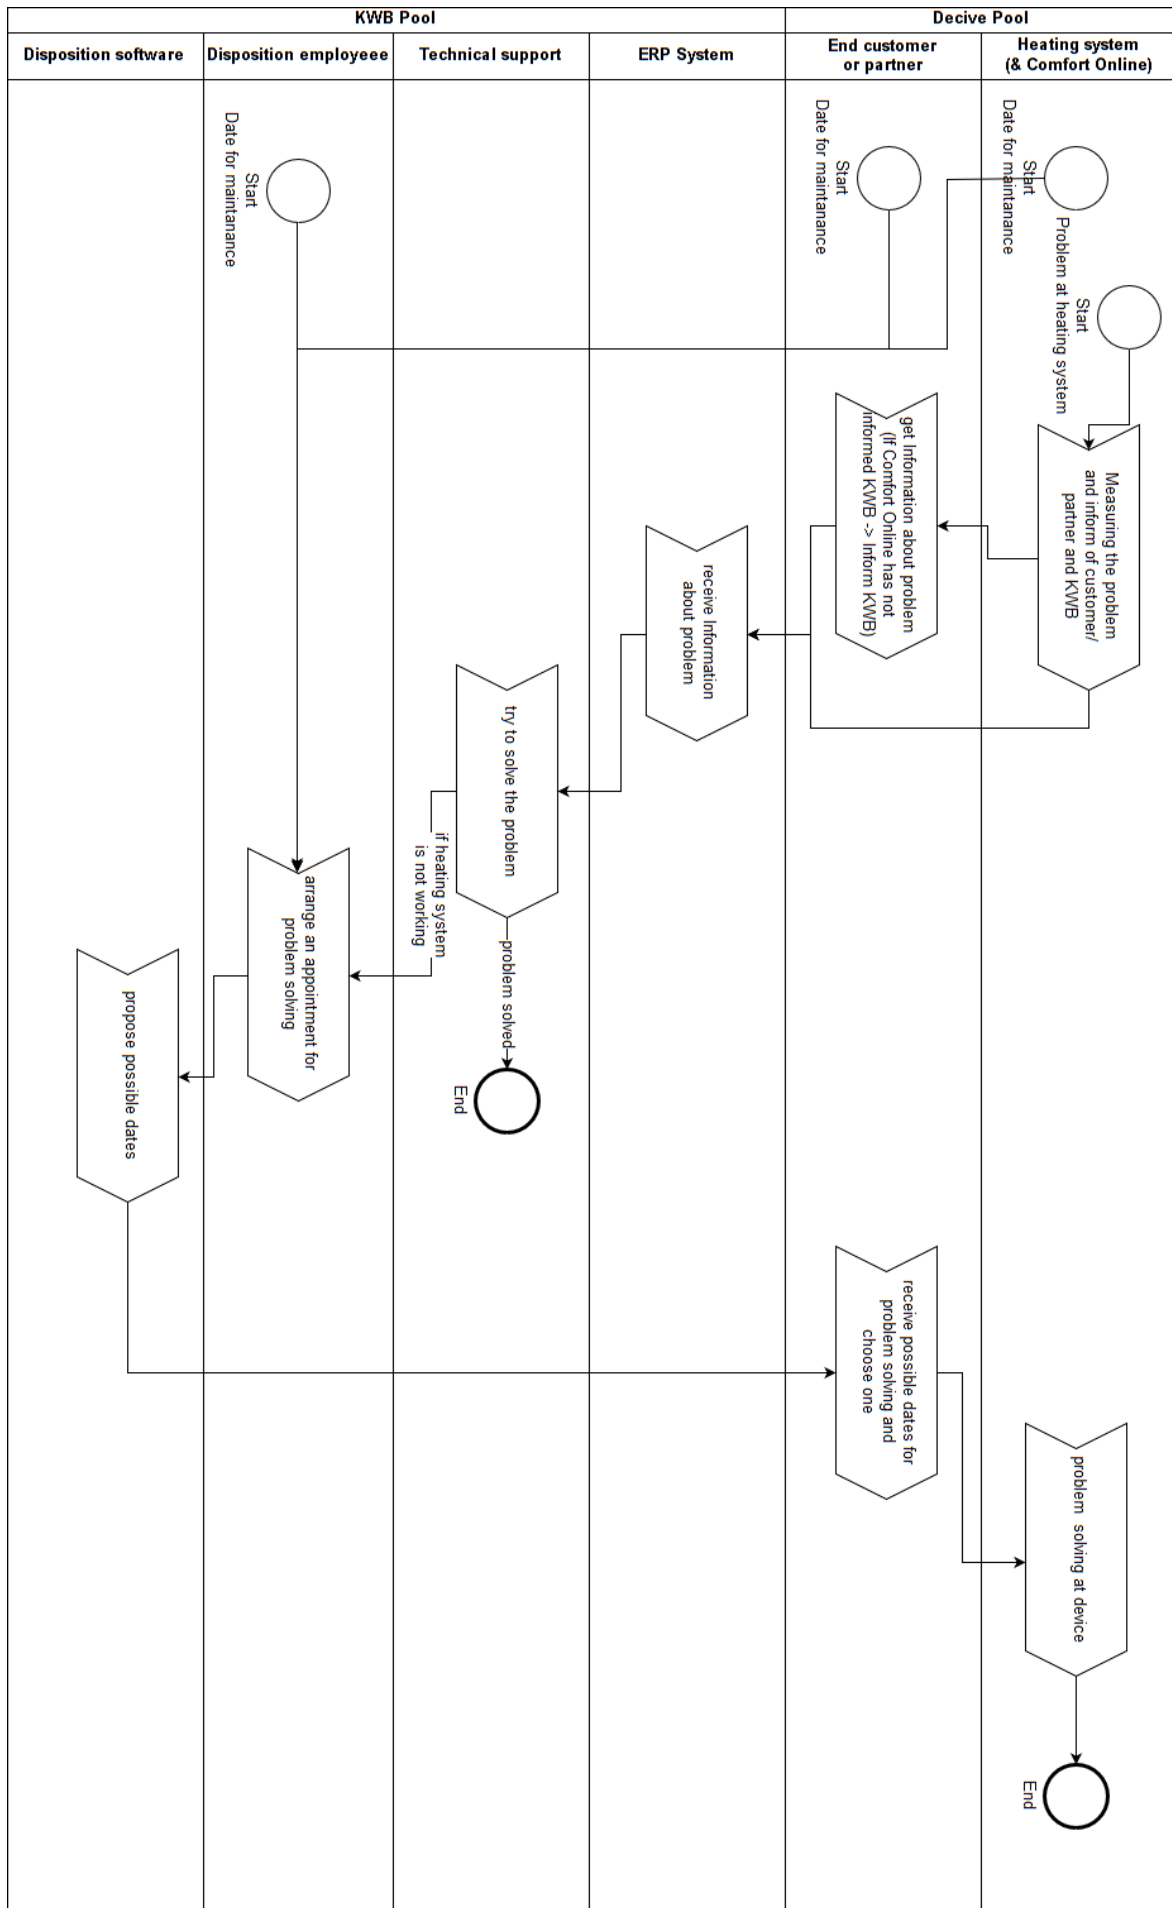 KWB Pool
Decive Pool
Disposition software
Disposition employeee
Technical support
ERP System
End customer
or partner
Heating system
(& Comfort Online)
Start
Date for maintanance
Start
Date for maintanance
Start
Date for maintanance
Start
Problem at heating system
Measuring the problem
and inform of customer/
partner and KWB
get Information about problem
(If Comfort Online has not
informed KWB -> Inform KWB)
receive Information
about problem
try to solve the problem
if heating system
is not working
problem solved
End
arrange an appointment for
problem solving
propose possible dates
receive possible dates for
problem solving and
choose one
problem solving at device
End